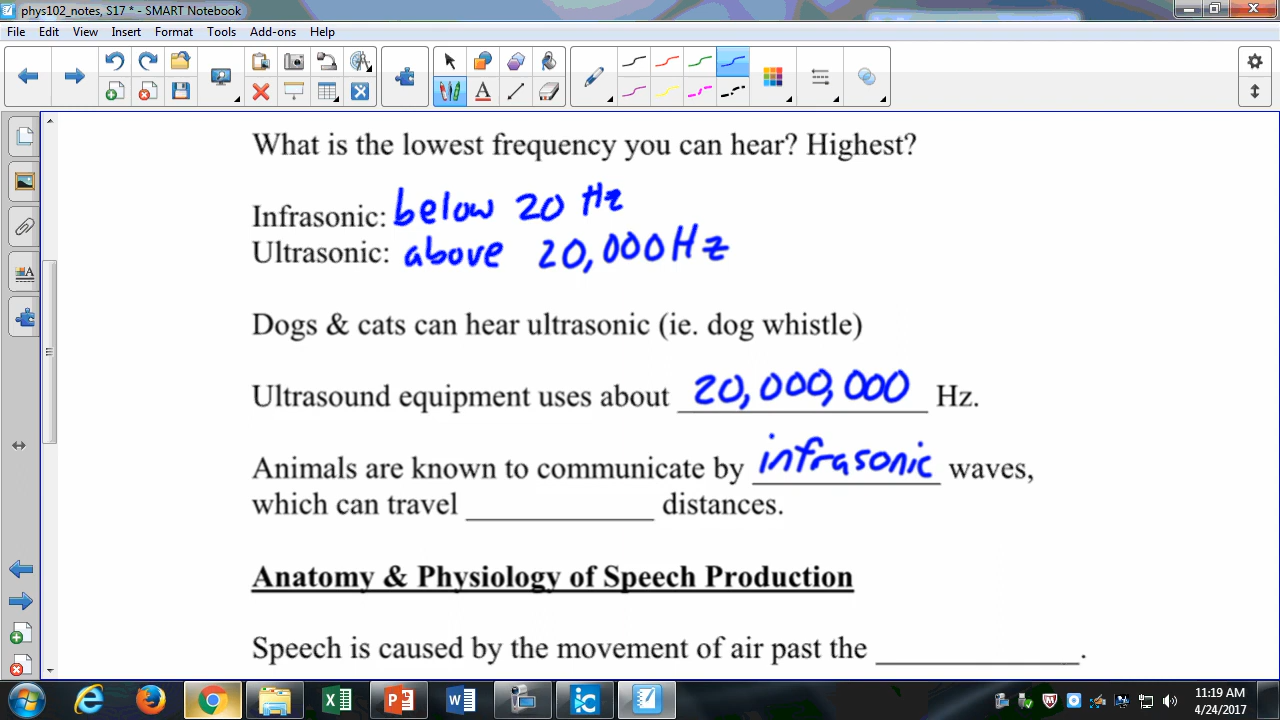 phys102_notes, S17 * - SMART Notebook
File Edit View Insert Format Tools Add-ons Help
What is the lowest frequency you can hear? Highest?
Infrasonic: below 20 Hz
Ultrasonic: above 20,000 Hz
Dogs & cats can hear ultrasonic (ie. dog whistle)
Ultrasound equipment uses about 20,000,000 Hz.
Animals are known to communicate by infrasonic waves,
which can travel ____________ distances.
Anatomy & Physiology of Speech Production
Speech is caused by the movement of air past the _____________.
11:19 AM
4/24/2017